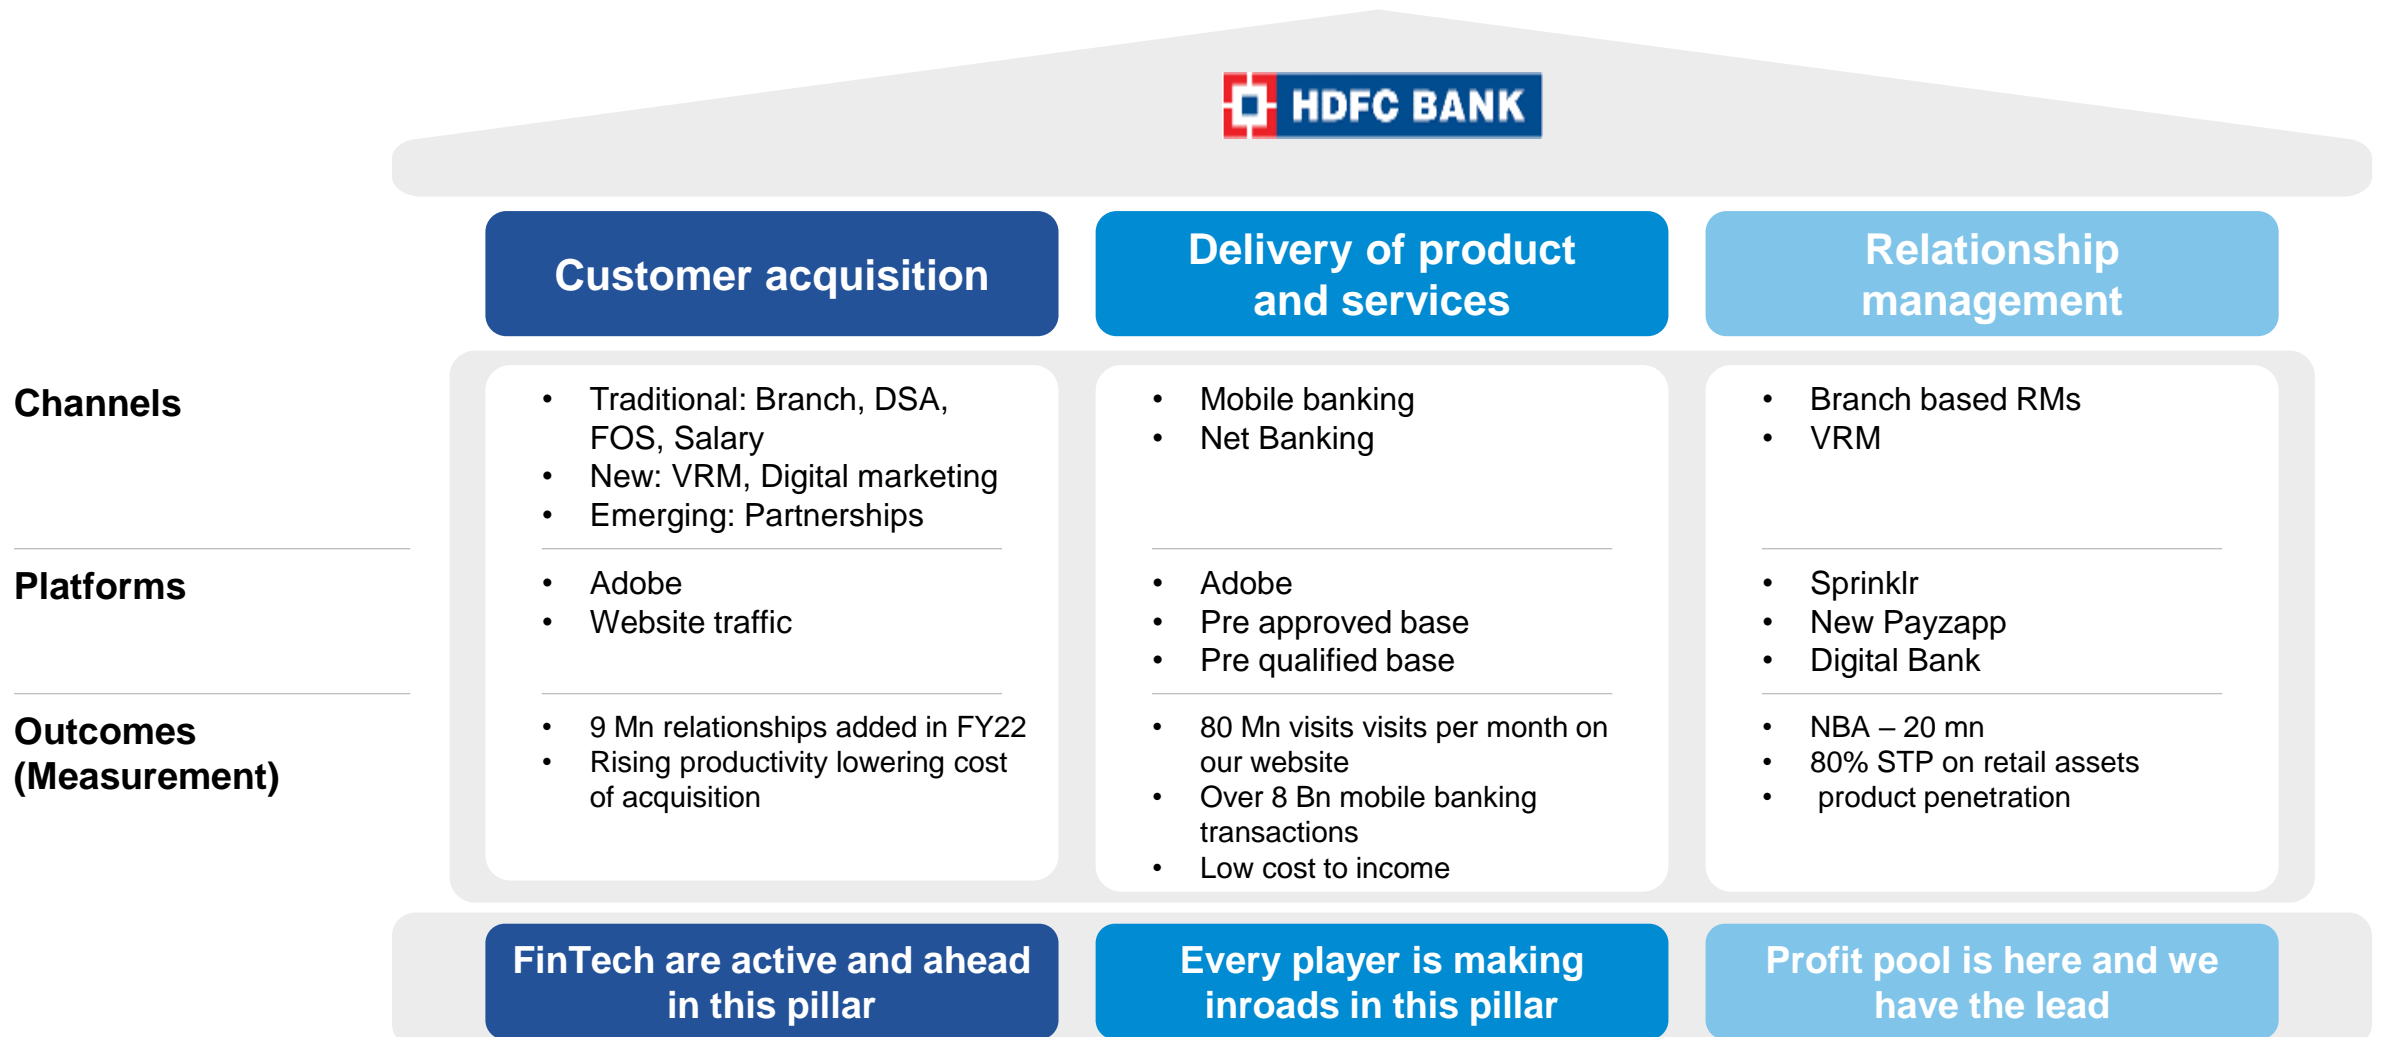 HDFC BANK
Customer acquisition
Delivery of product
and services
Relationship
management
Channels
• Traditional: Branch, DSA,
FOS, Salary
• New: VRM, Digital marketing
• Emerging: Partnerships
• Mobile banking
• Net Banking
• Branch based RMs
• VRM
Platforms
• Adobe
• Website traffic
• Adobe
• Pre approved base
• Pre qualified base
• Sprinklr
• New Payzapp
• Digital Bank
Outcomes
(Measurement)
• 9 Mn relationships added in FY22
• Rising productivity lowering cost
of acquisition
• 80 Mn visits visits per month on
our website
• Over 8 Bn mobile banking
transactions
• Low cost to income
• NBA – 20 mn
• 80% STP on retail assets
• product penetration
FinTech are active and ahead
in this pillar
Every player is making
inroads in this pillar
Profit pool is here and we
have the lead